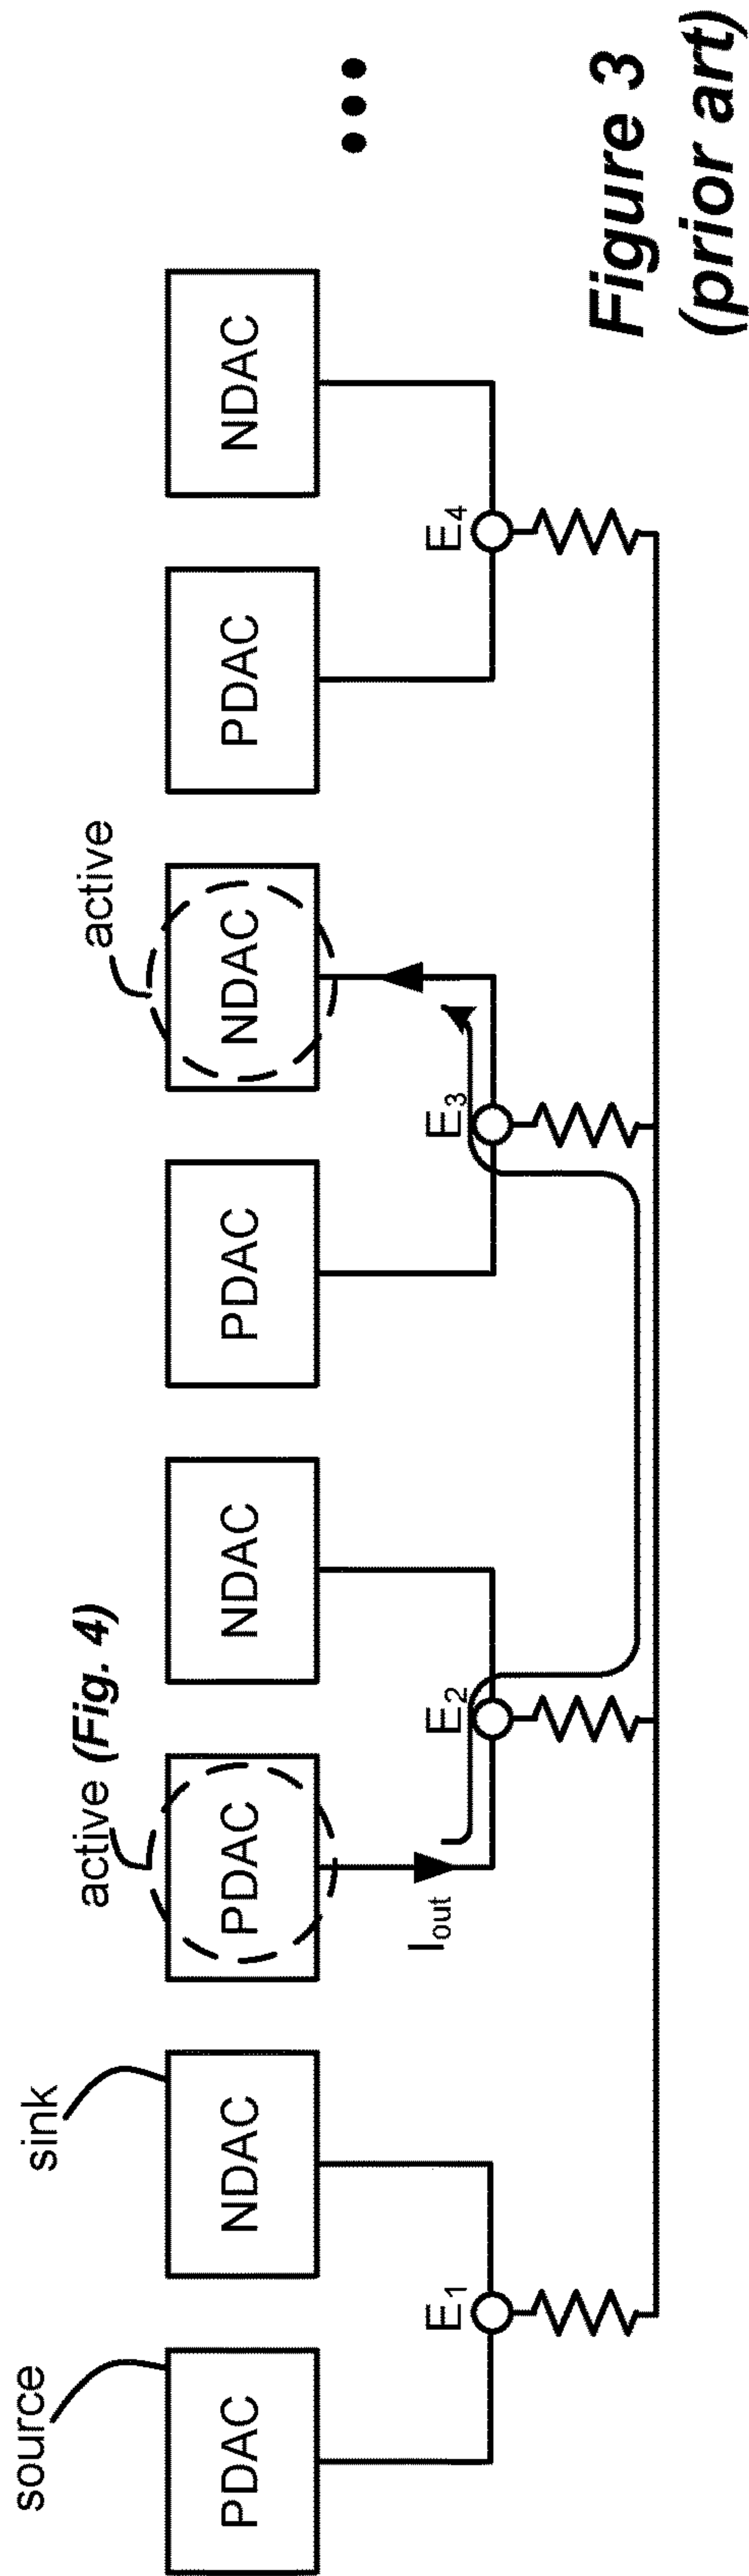 source
sink
active (Fig. 4)
active
PDAC
NDAC
PDAC
NDAC
PDAC
NDAC
PDAC
NDAC
•••
Iout
E1
E2
E3
E4
Figure 3
(prior art)